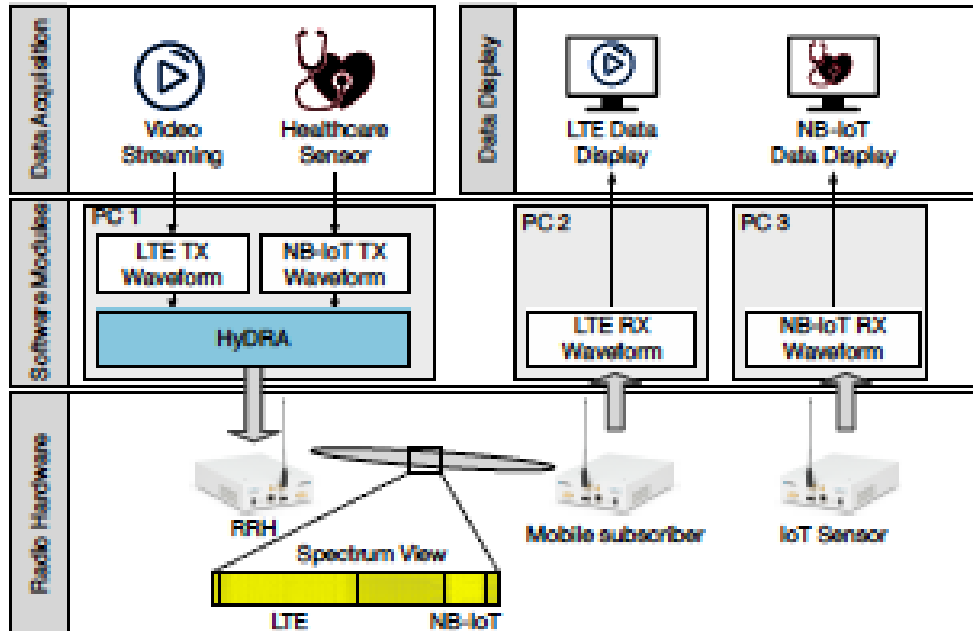 Data Acquisition
Video
Streaming
Healthcare
Sensor
Data Display
LTE Data
Display
NB-IoT
Data Display
Software Modules
PC 1
LTE TX
Waveform
NB-IoT TX
Waveform
HyDRA
PC 2
LTE RX
Waveform
PC 3
NB-IoT RX
Waveform
Radio Hardware
RRH
Mobile subscriber
IoT Sensor
Spectrum View
LTE
NB-IoT